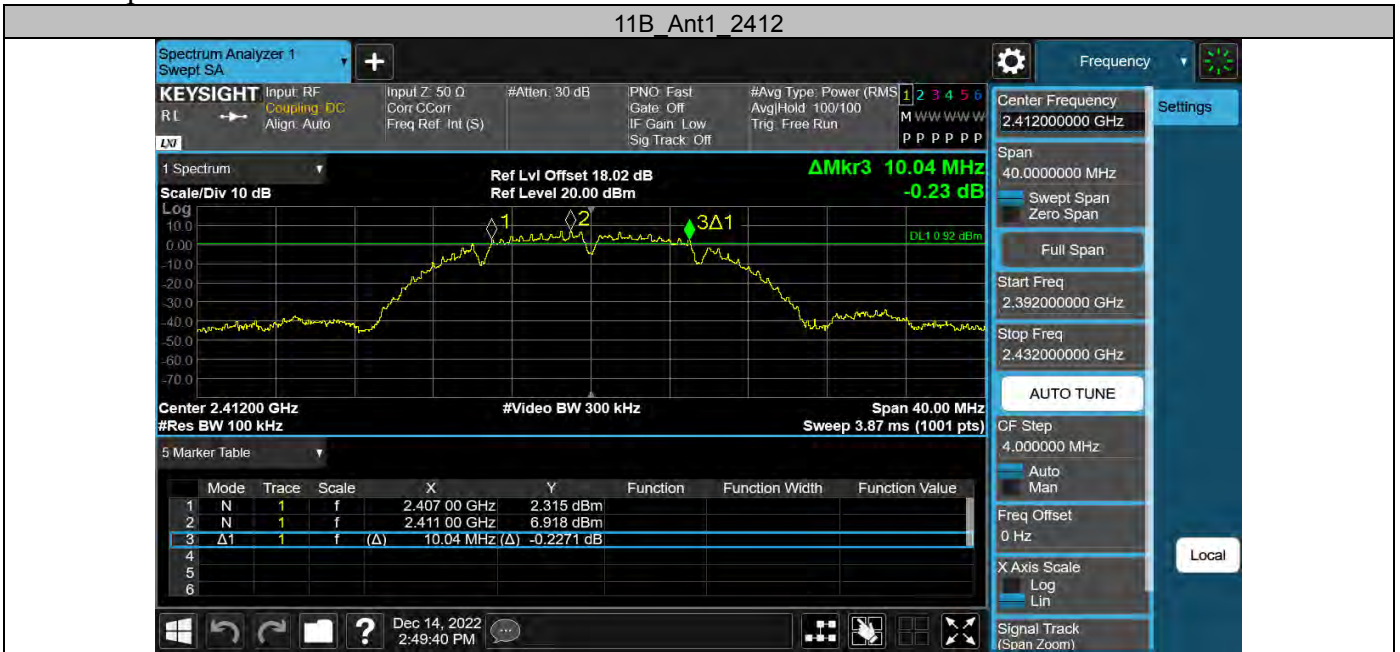 11B_Ant1_2412
Spectrum Analyzer 1
Swept SA
Frequency
KEYSIGHT
RL
LXI
Input: RF
Coupling: DC
Align: Auto
Input Z: 50 Ω
Corr CCorr
Freq Ref: Int (S)
#Atten: 30 dB
PNO: Fast
Gate: Off
IF Gain: Low
Sig Track: Off
#Avg Type: Power (RMS
Avg|Hold: 100/100
Trig: Free Run
1 2 3 4 5 6
M W W W W W
P P P P P P
1 Spectrum
Scale/Div 10 dB
Ref Lvl Offset 18.02 dB
Ref Level 20.00 dBm
ΔMkr3 10.04 MHz
-0.23 dB
Log
10.0
0.00
-10.0
-20.0
-30.0
-40.0
-50.0
-60.0
-70.0
1
2
3Δ1
DL1 0.92 dBm
Center 2.41200 GHz
#Video BW 300 kHz
Span 40.00 MHz
#Res BW 100 kHz
Sweep 3.87 ms (1001 pts)
5 Marker Table
Mode Trace Scale X Y Function Function Width Function Value
1 N 1 f 2.407 00 GHz 2.315 dBm
2 N 1 f 2.411 00 GHz 6.918 dBm
3 Δ1 1 f (Δ) 10.04 MHz (Δ) -0.2271 dB
4
5
6
?
Dec 14, 2022
2:49:40 PM
Center Frequency
2.412000000 GHz
Settings
Span
40.0000000 MHz
Swept Span
Zero Span
Full Span
Start Freq
2.392000000 GHz
Stop Freq
2.432000000 GHz
AUTO TUNE
CF Step
4.000000 MHz
Auto
Man
Freq Offset
0 Hz
Local
X Axis Scale
Log
Lin
Signal Track
(Span Zoom)